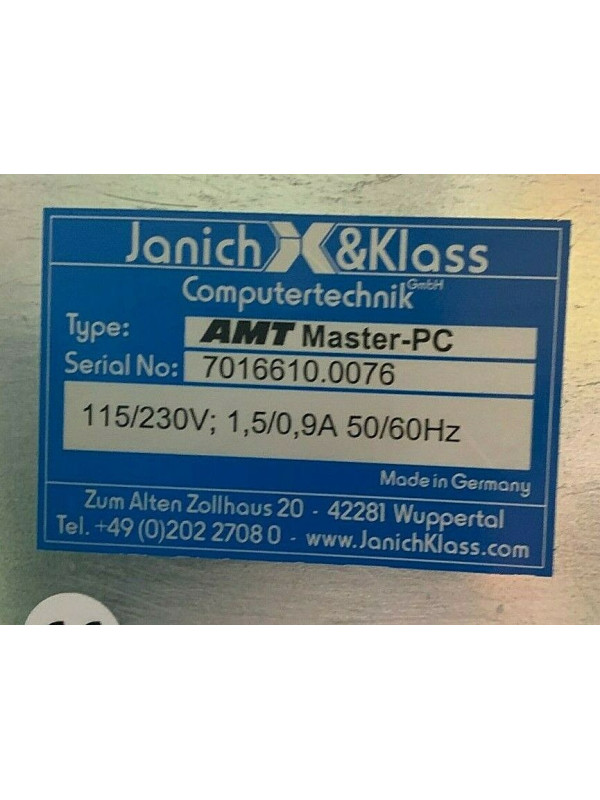 Janich &Klass
Computertechnik GmbH
Type: AMT Master-PC
Serial No: 7016610.0076
115/230V; 1,5/0,9A 50/60Hz
Made in Germany
Zum Alten Zollhaus 20 - 42281 Wuppertal
Tel. +49 (0)202 2708 0 - www.JanichKlass.com